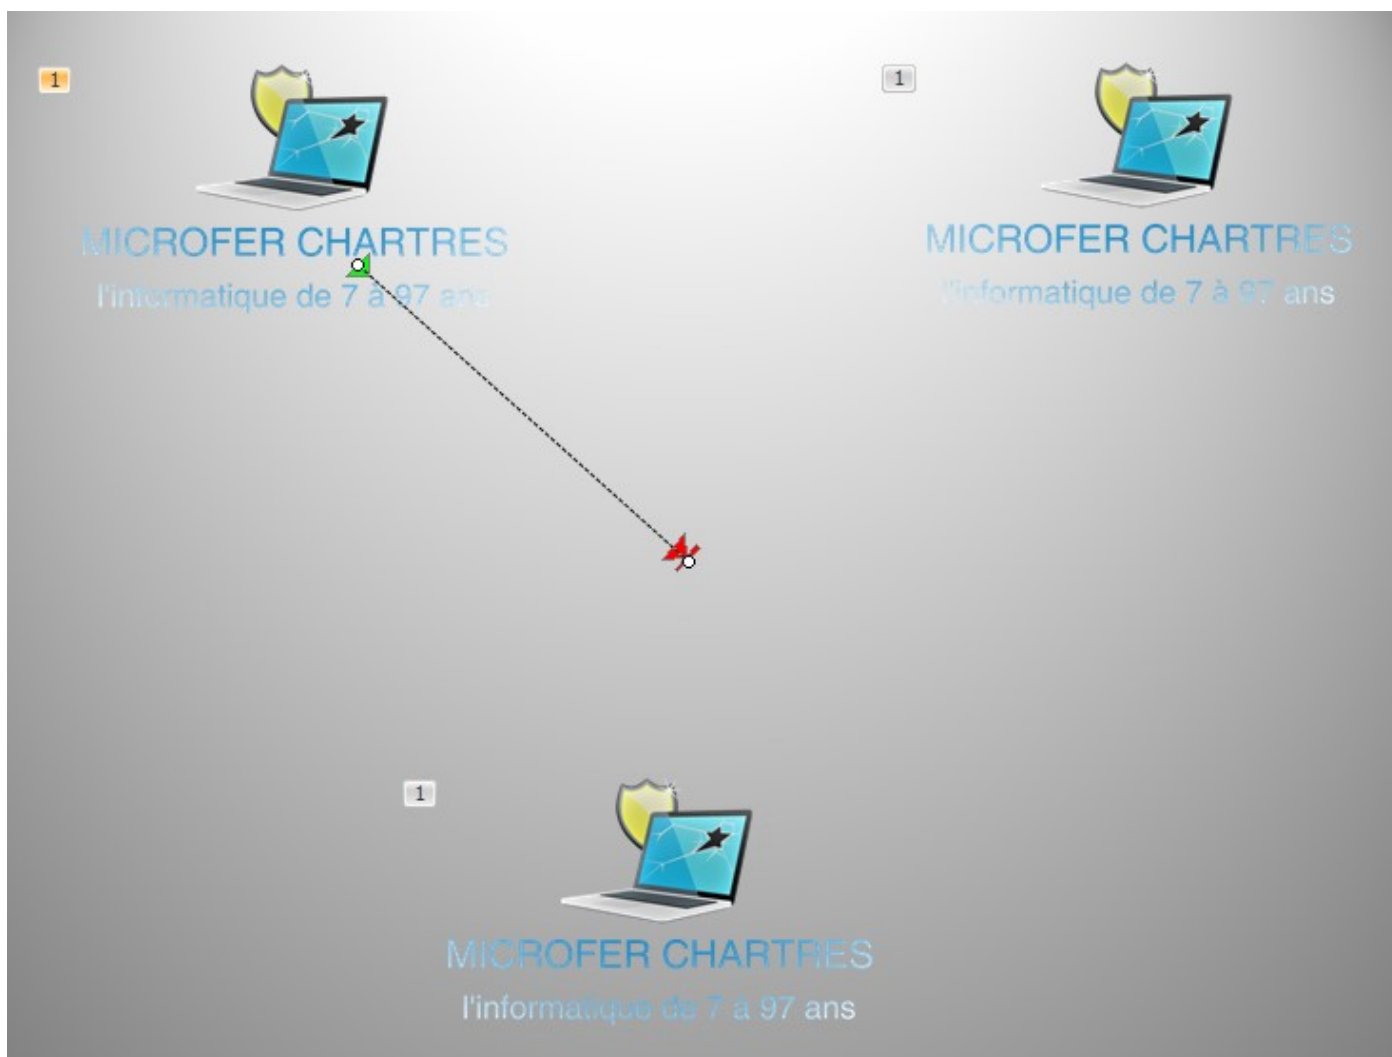 1
MICROFER CHARTRES
l'informatique de 7 à 97 ans
1
MICROFER CHARTRES
l'informatique de 7 à 97 ans
1
MICROFER CHARTRES
l'informatique de 7 à 97 ans